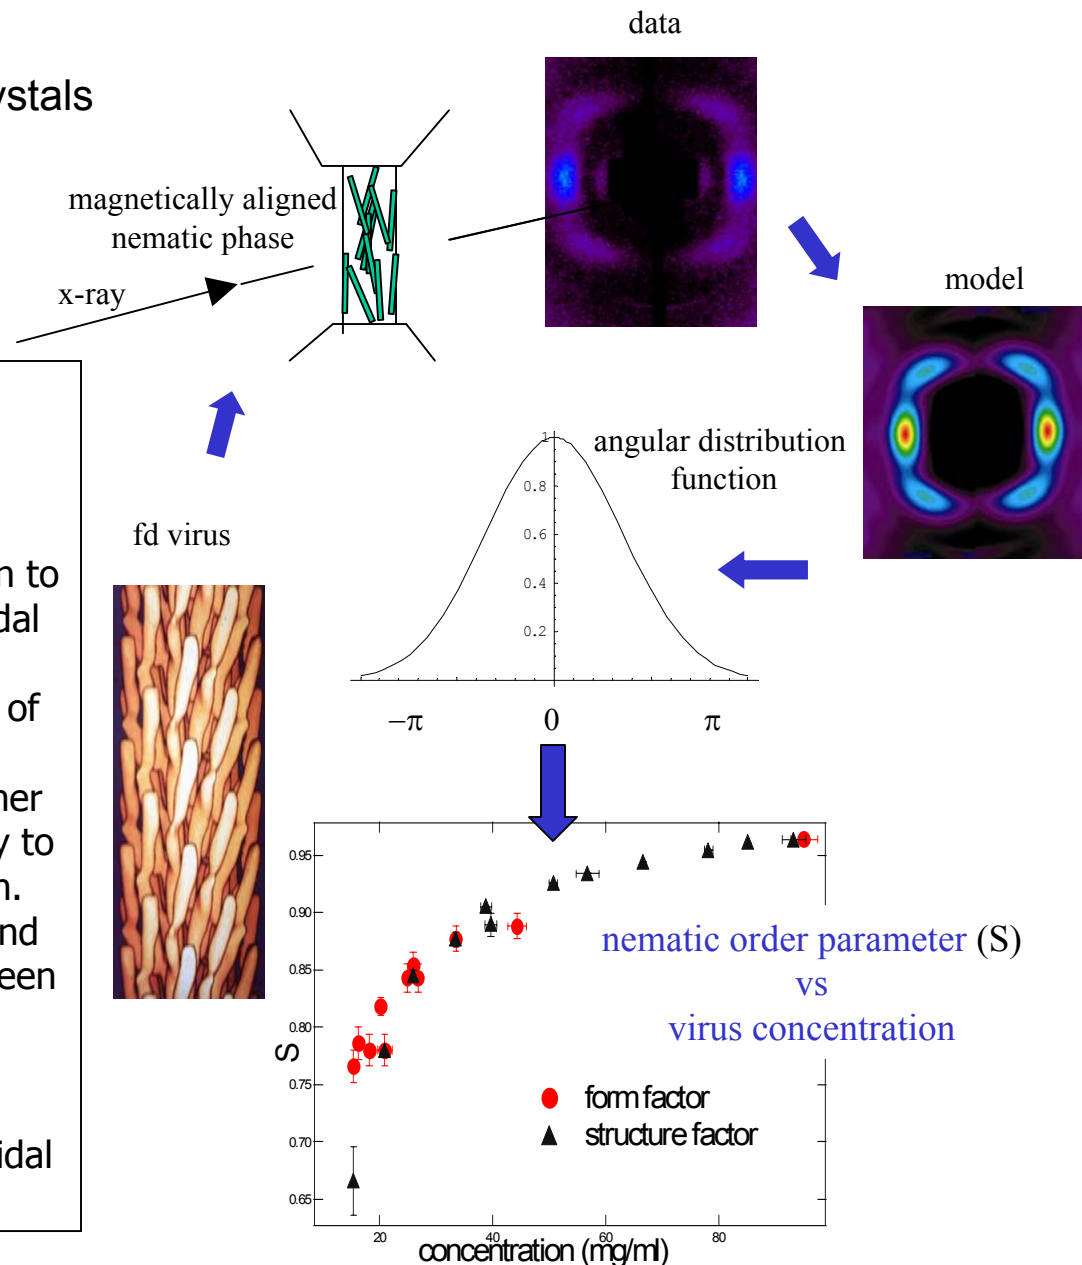 data
ystals
magnetically aligned
nematic phase
x-ray
model
angular distribution
function
1
0.8
0.6
0.4
0.2
−π 0 π
fd virus
n to
dal
of
her
y to
n.
nd
een
idal
0.95
0.90
0.85
0.80
0.75
0.70
0.65
S
nematic order parameter (S)
vs
virus concentration
form factor
structure factor
20 40 60 80
concentration (mg/ml)